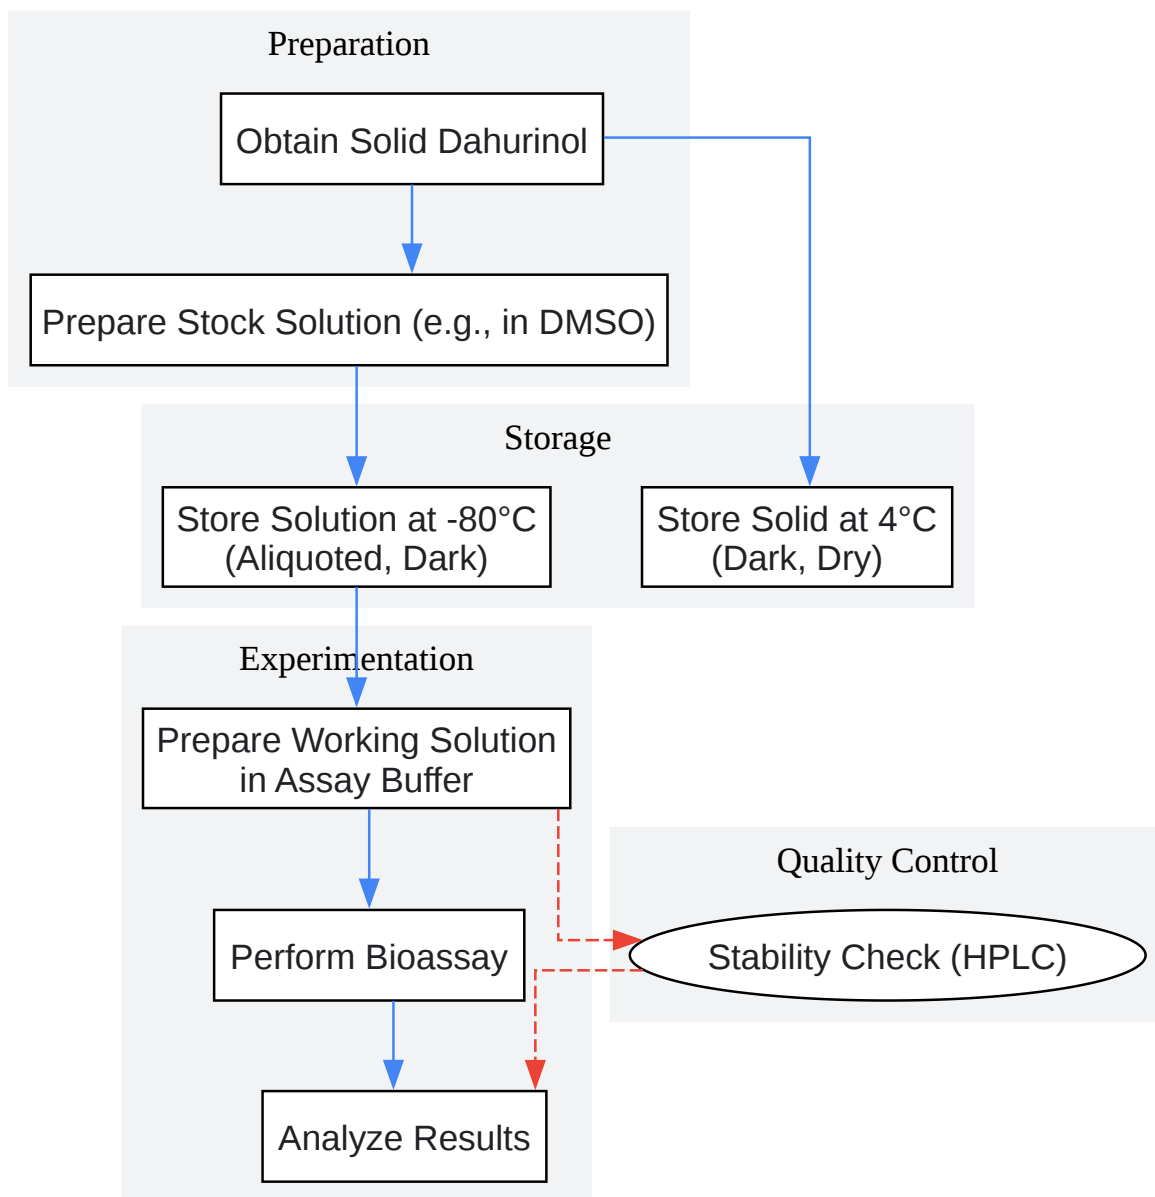 Preparation
Obtain Solid Dahurinol
Prepare Stock Solution (e.g., in DMSO)
Storage
Store Solution at -80°C
(Aliquoted, Dark)
Store Solid at 4°C
(Dark, Dry)
Experimentation
Prepare Working Solution
in Assay Buffer
Quality Control
Perform Bioassay
Stability Check (HPLC)
Analyze Results